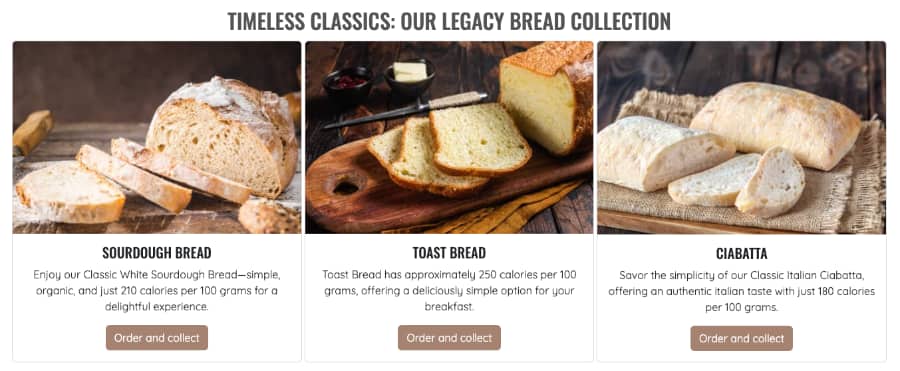 TIMELESS CLASSICS: OUR LEGACY BREAD COLLECTION
SOURDOUGH BREAD
Enjoy our Classic White Sourdough Bread—simple,
organic, and just 210 calories per 100 grams for a
delightful experience.
Order and collect
TOAST BREAD
Toast Bread has approximately 250 calories per 100
grams, offering a deliciously simple option for your
breakfast.
Order and collect
CIABATTA
Savor the simplicity of our Classic Italian Ciabatta,
offering an authentic italian taste with just 180 calories
per 100 grams.
Order and collect